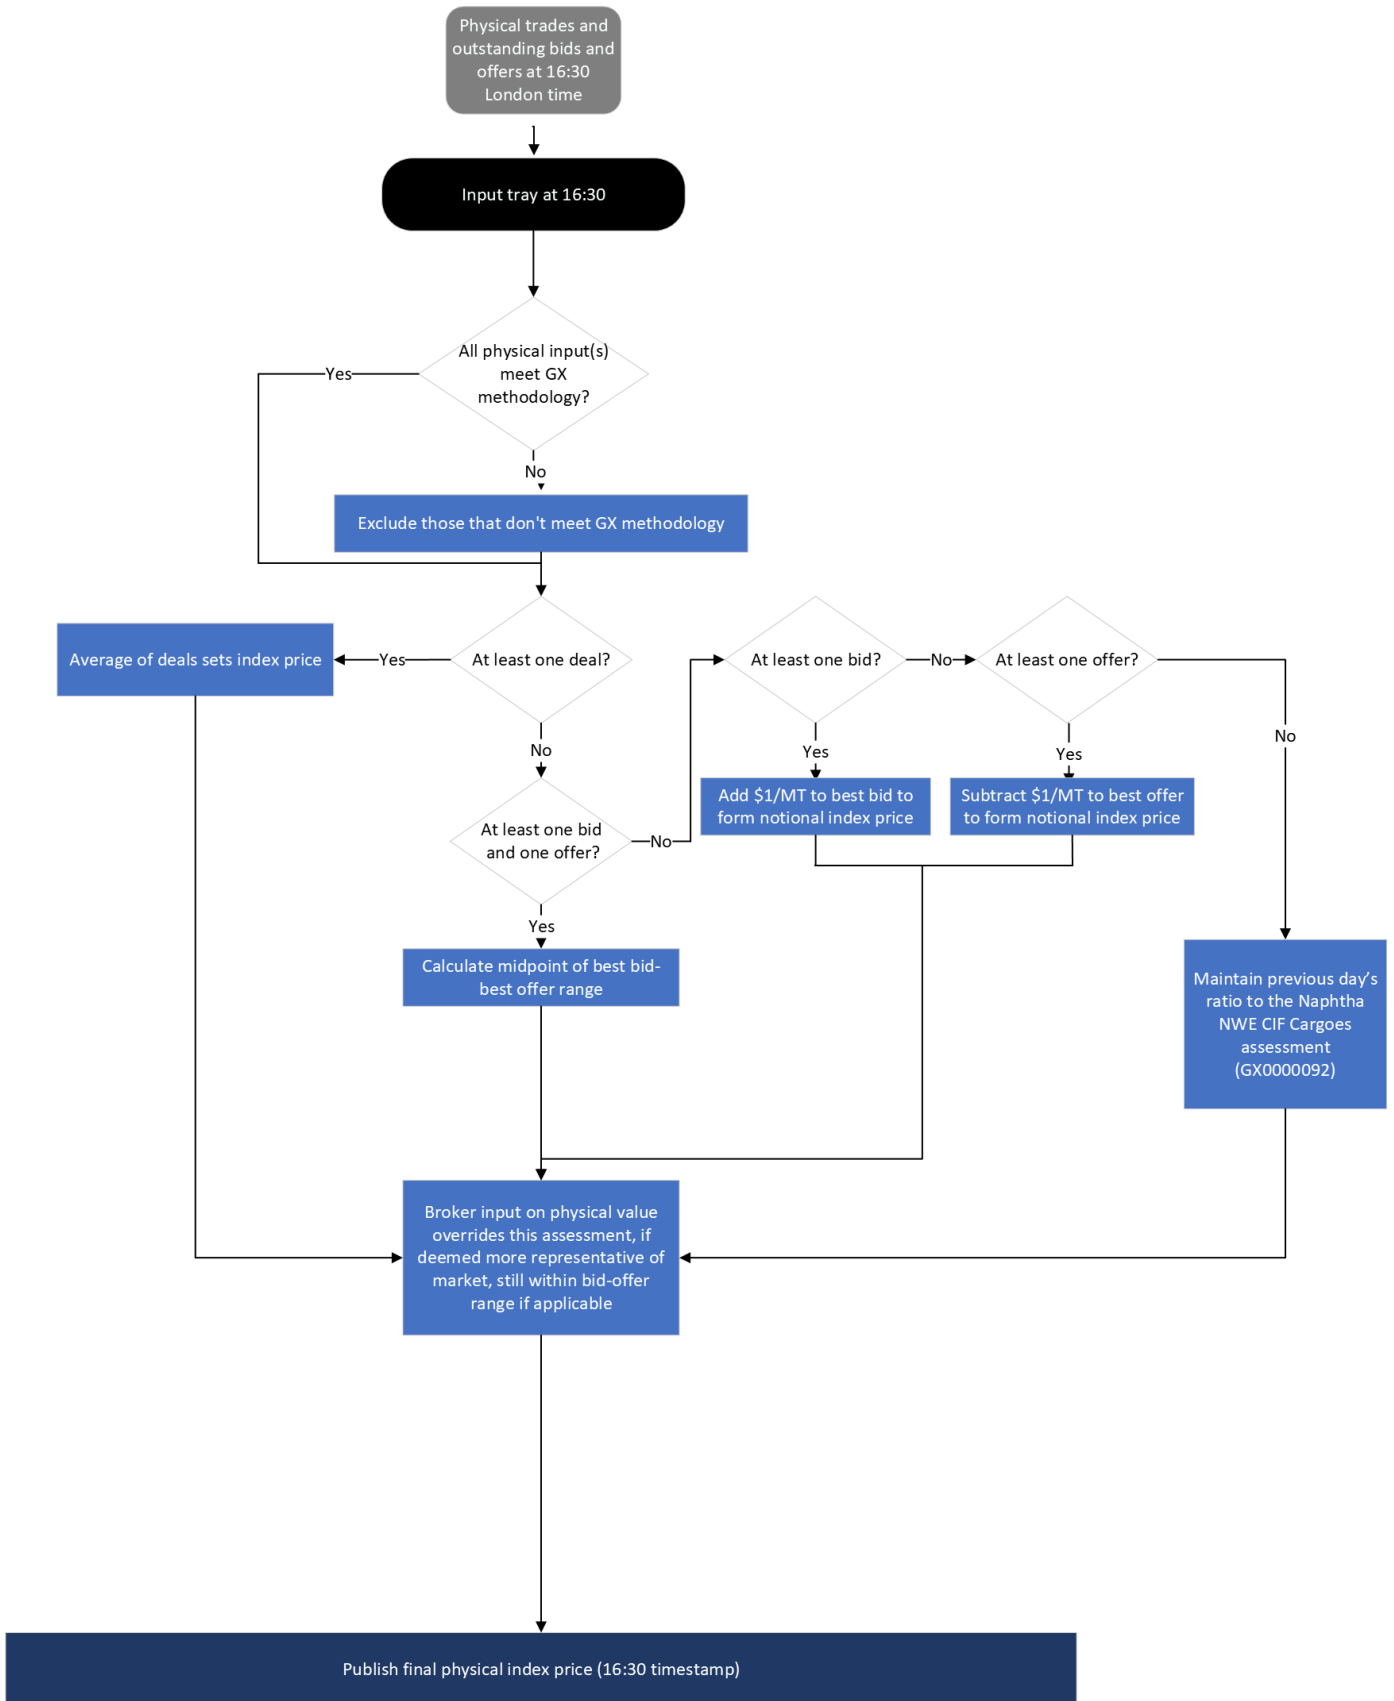 Physical trades and
outstanding bids and
offers at 16:30
London time
Input tray at 16:30
All physical input(s)
meet GX
methodology?
Yes
No
Exclude those that don't meet GX methodology
Average of deals sets index price
Yes
At least one deal?
At least one bid?
No
At least one offer?
No
No
Yes
Yes
At least one bid
and one offer?
No
Add $1/MT to best bid to
form notional index price
Subtract $1/MT to best offer
to form notional index price
Yes
Calculate midpoint of best bid-
best offer range
Maintain previous day’s
ratio to the Naphtha
NWE CIF Cargoes
assessment
(GX0000092)
Broker input on physical value
overrides this assessment, if
deemed more representative of
market, still within bid-offer
range if applicable
Publish final physical index price (16:30 timestamp)